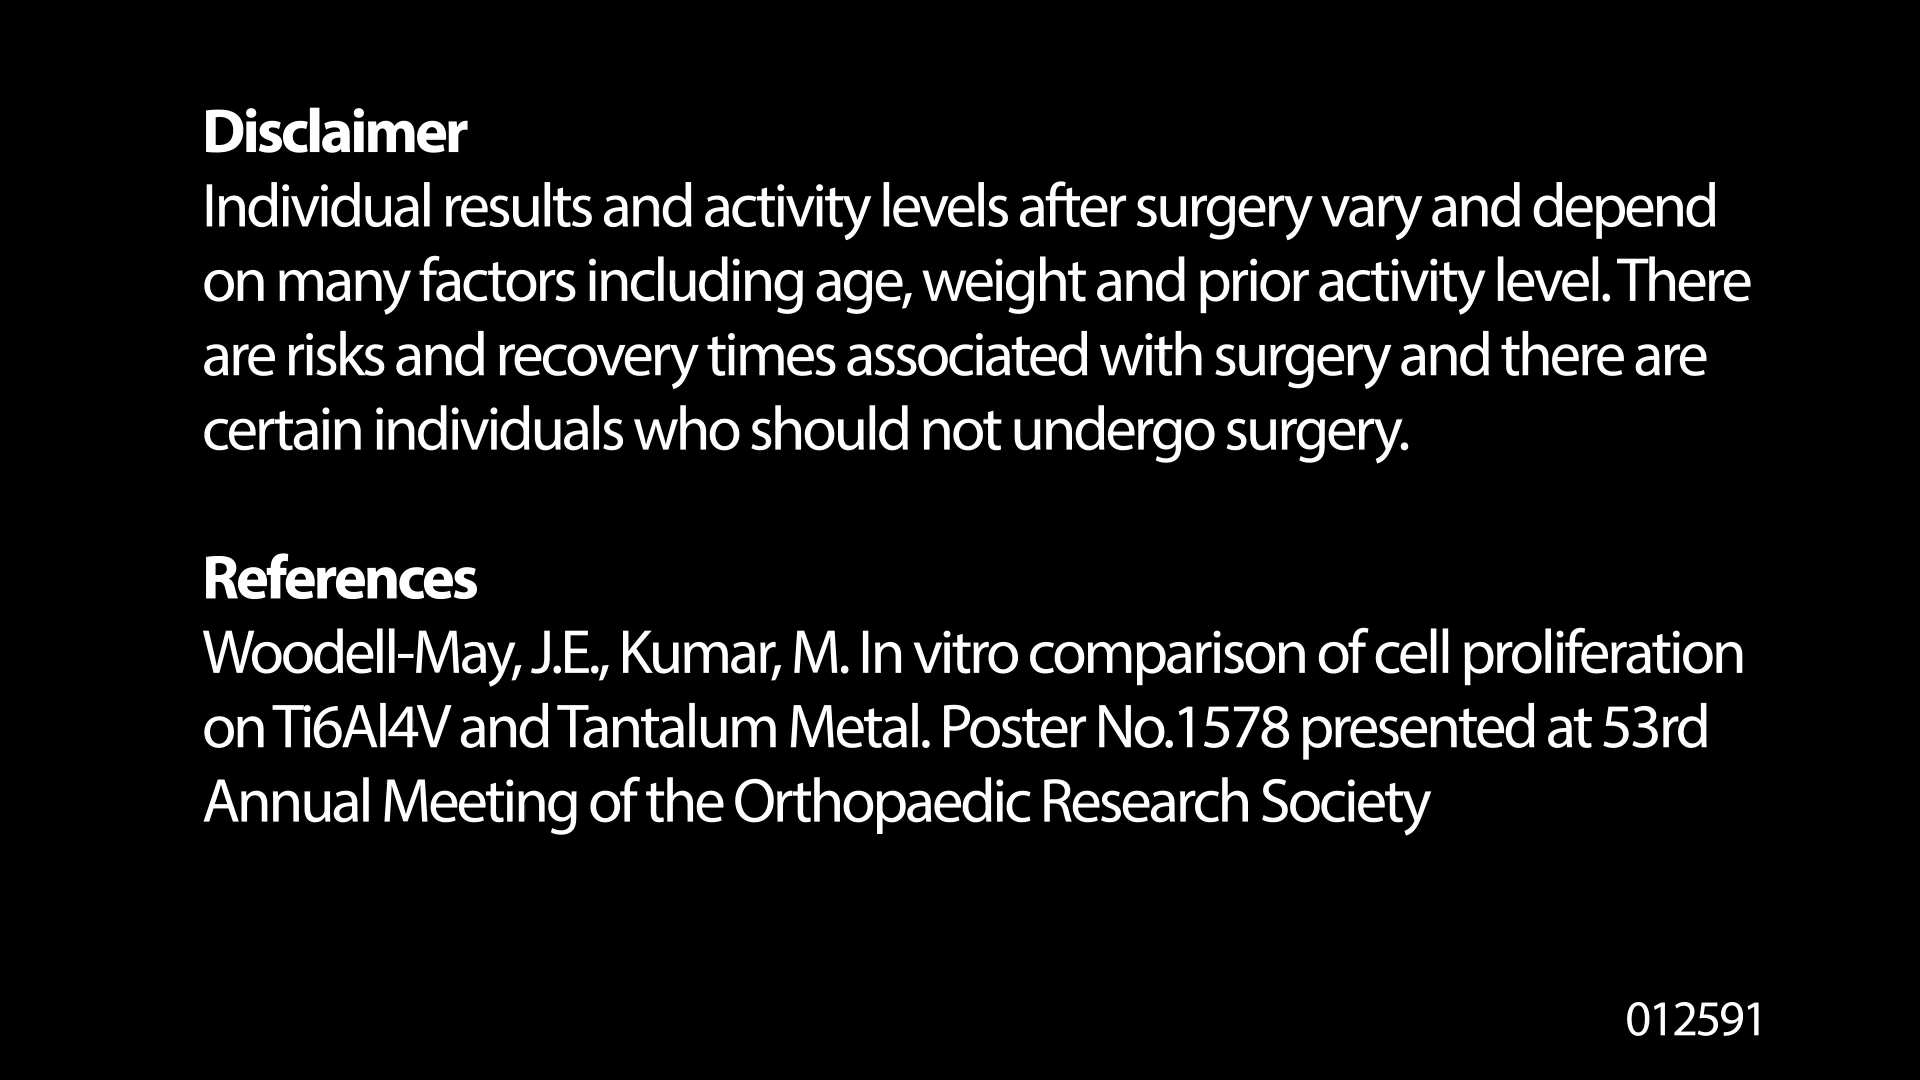 Disclaimer
Individual results and activity levels after surgery vary and depend
on many factors including age, weight and prior activity level. There
are risks and recovery times associated with surgery and there are
certain individuals who should not undergo surgery.
References
Woodell-May, J.E., Kumar, M. In vitro comparison of cell proliferation
on Ti6Al4V and Tantalum Metal. Poster No.1578 presented at 53rd
Annual Meeting of the Orthopaedic Research Society
012591